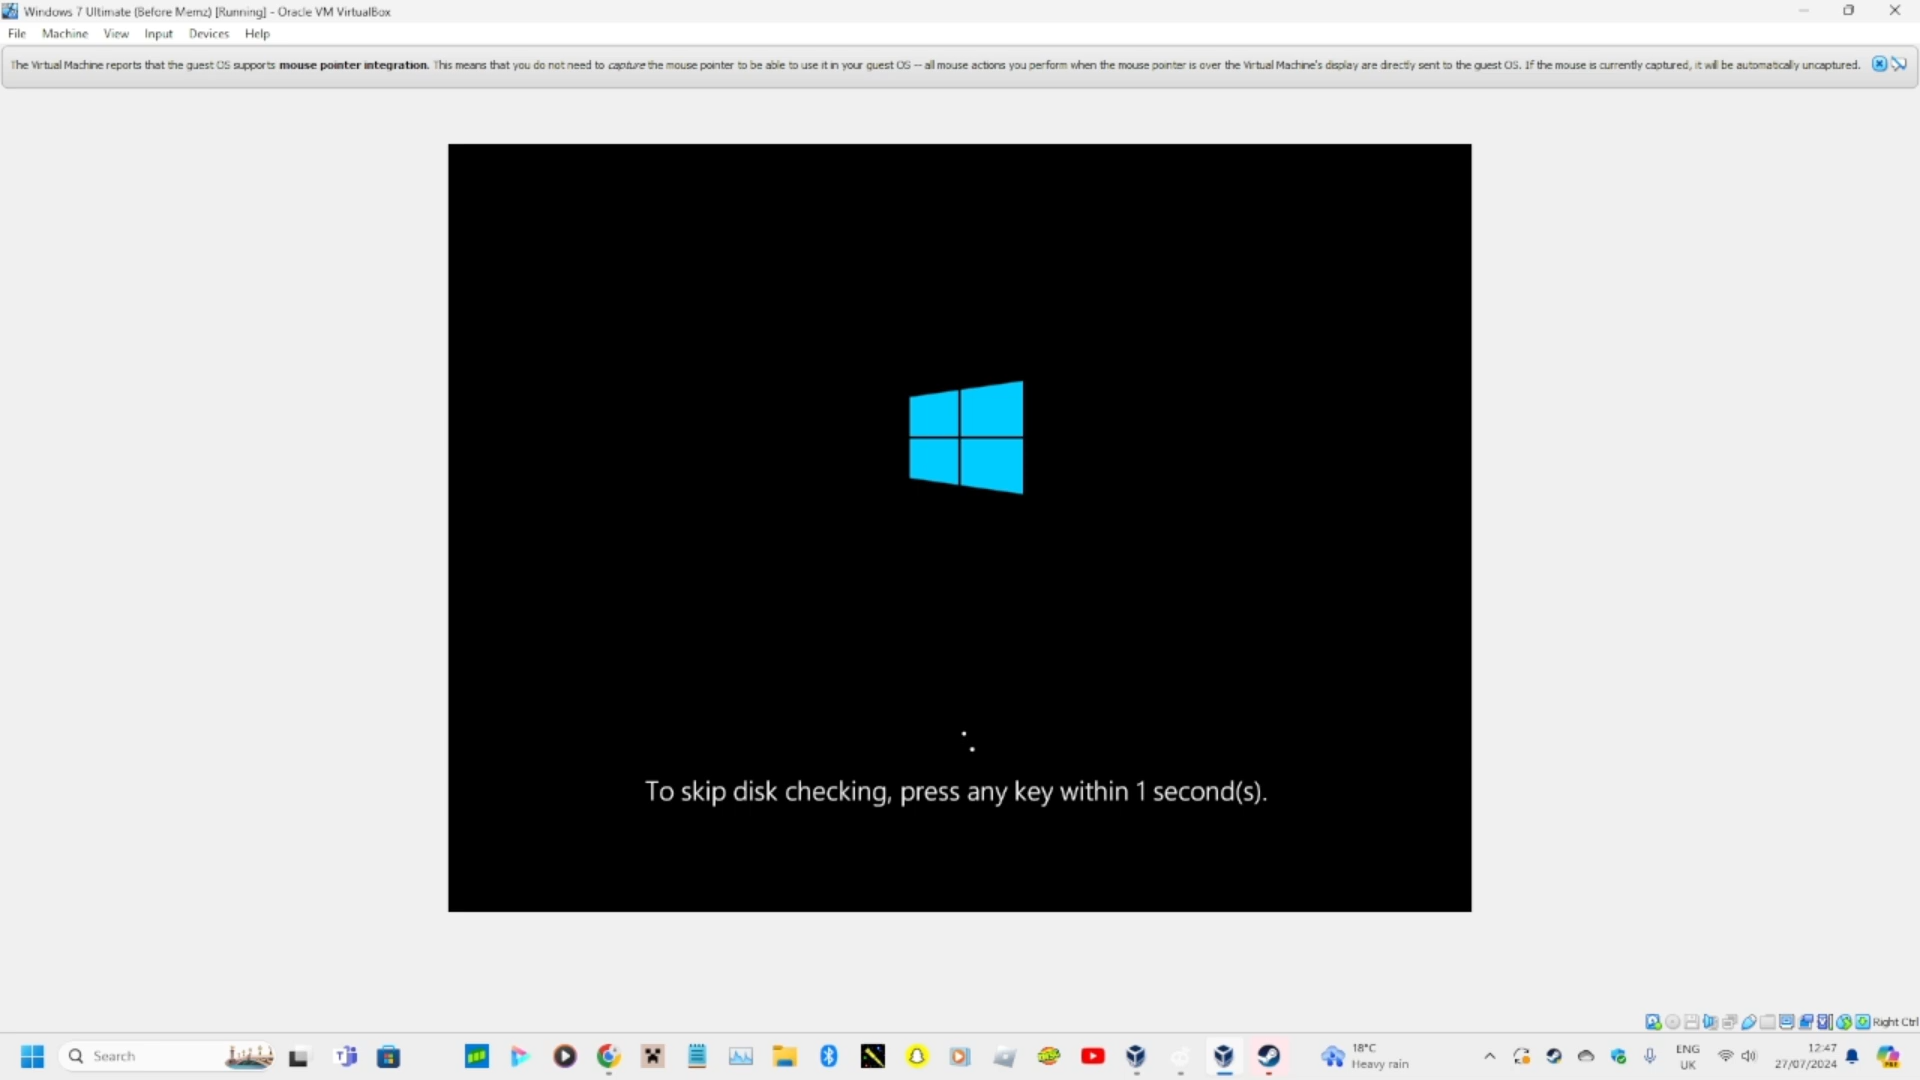 Windows 7 Ultimate (Before Memz) [Running] - Oracle VM VirtualBox
File Machine View Input Devices Help
The Virtual Machine reports that the guest OS supports mouse pointer integration. This means that you do not need to capture the mouse pointer to be able to use it in your guest OS -- all mouse actions you perform when the mouse pointer is over the Virtual Machine's display are directly sent to the guest OS. If the mouse is currently captured, it will be automatically uncaptured.
To skip disk checking, press any key within 1 second(s).
Right Ctrl
Search
18°C
Heavy rain
ENG
UK
12:47
27/07/2024